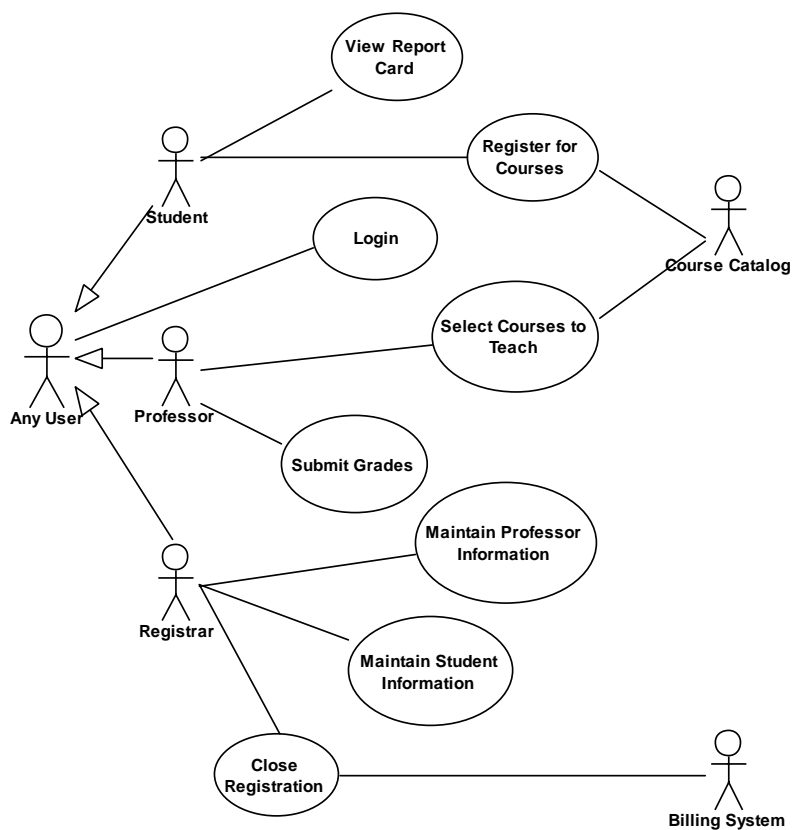 View Report
Card
Register for
Courses
Student
Login
Course Catalog
Select Courses to
Teach
Any User
Professor
Submit Grades
Maintain Professor
Information
Registrar
Maintain Student
Information
Close
Registration
Billing System